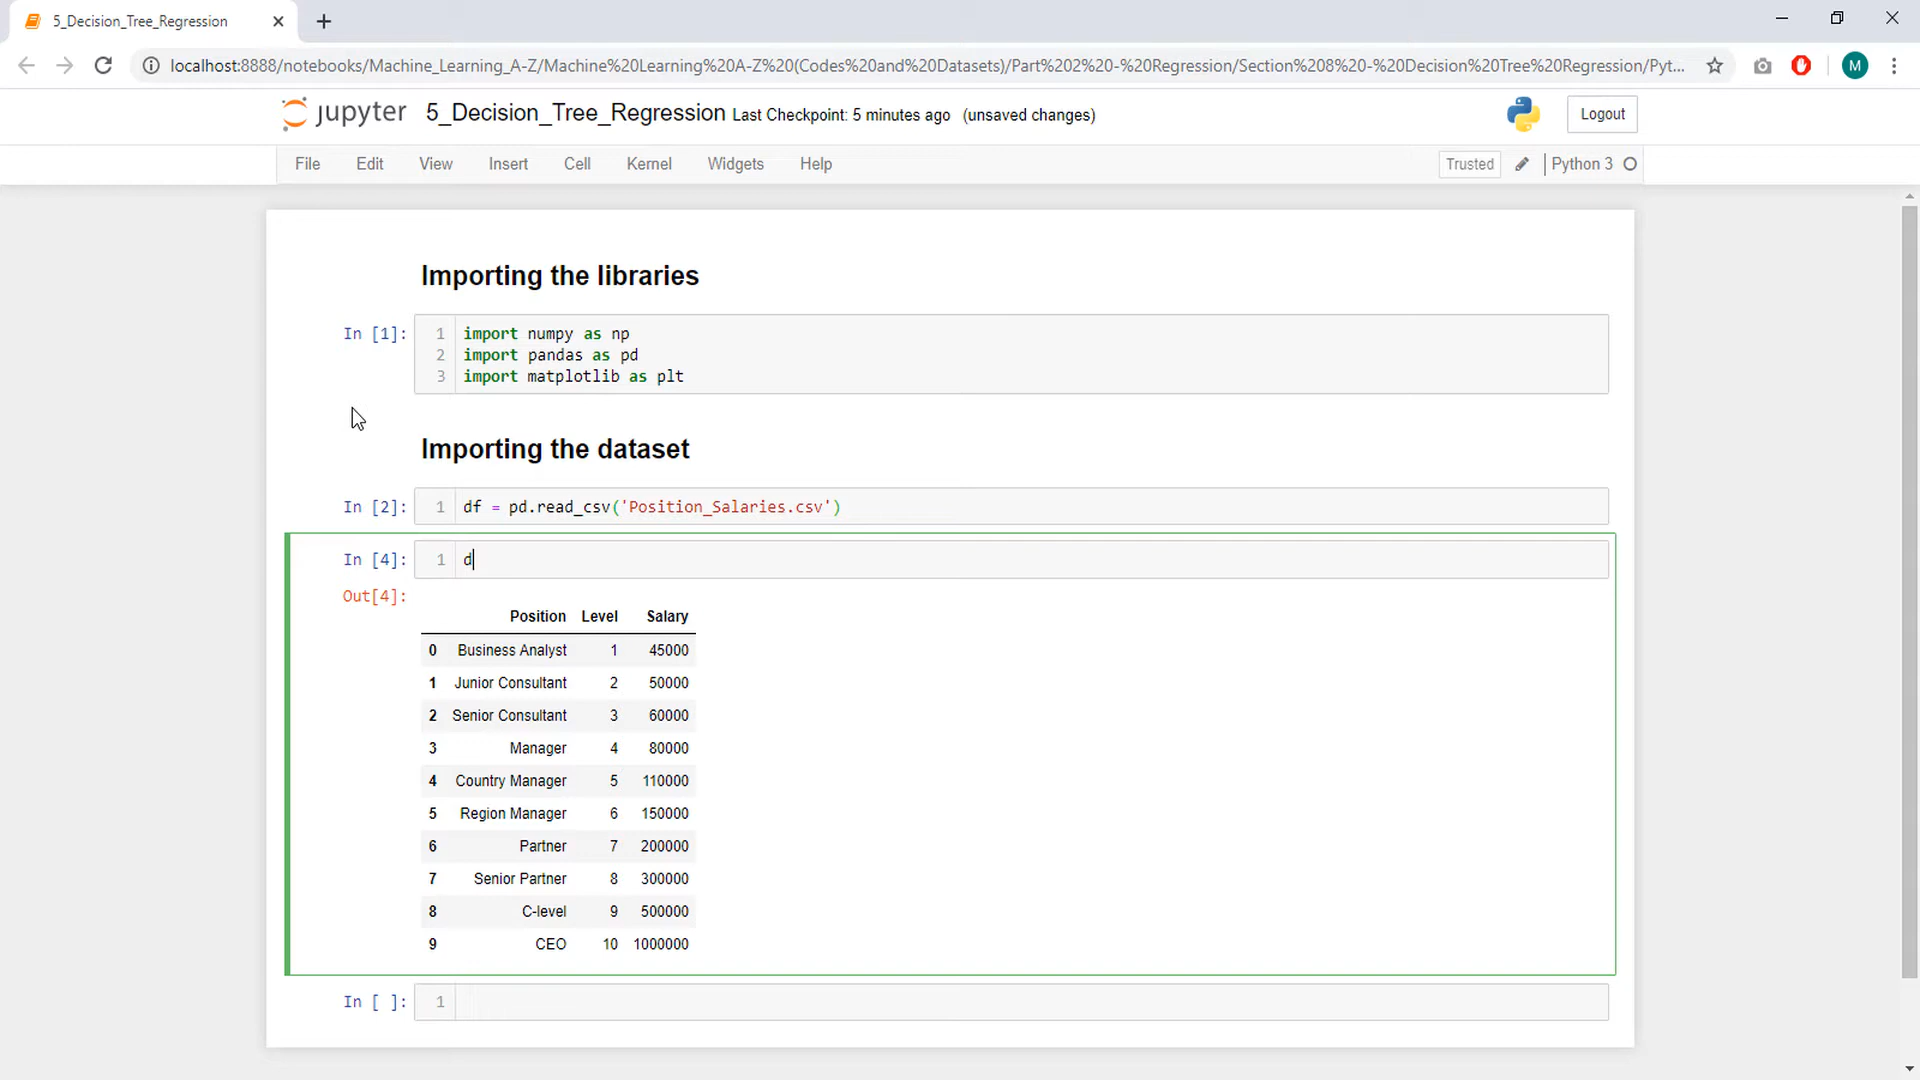 5_Decision_Tree_Regression
localhost:8888/notebooks/Machine_Learning_A-Z/Machine%20Learning%20A-Z%20(Codes%20and%20Datasets)/Part%202%20-%20Regression/Section%208%20-%20Decision%20Tree%20Regression/Pyt...
M
jupyter 5_Decision_Tree_Regression Last Checkpoint: 5 minutes ago (unsaved changes)
Logout
File Edit View Insert Cell Kernel Widgets Help
Trusted Python 3
Importing the libraries
In [1]: 1 import numpy as np
2 import pandas as pd
3 import matplotlib as plt
Importing the dataset
In [2]: 1 df = pd.read_csv('Position_Salaries.csv')
In [4]: 1 d
Out[4]:
Position Level Salary
0 Business Analyst 1 45000
1 Junior Consultant 2 50000
2 Senior Consultant 3 60000
3 Manager 4 80000
4 Country Manager 5 110000
5 Region Manager 6 150000
6 Partner 7 200000
7 Senior Partner 8 300000
8 C-level 9 500000
9 CEO 10 1000000
In [ ]: 1